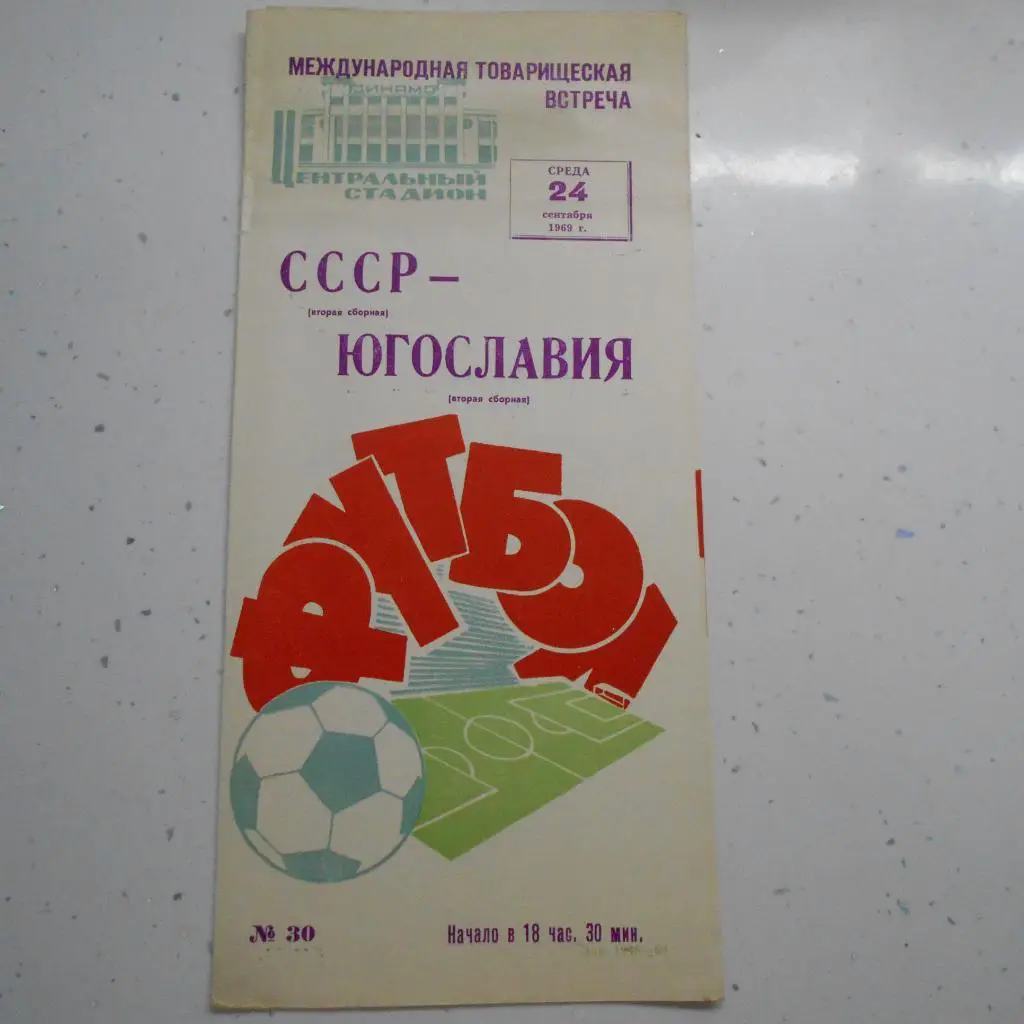 МЕЖДУНАРОДНАЯ ТОВАРИЩЕСКАЯ
ВСТРЕЧА
ДИНАМО
ЦЕНТРАЛЬНЫЙ
СТАДИОН
СРЕДА
24
сентября
1969 г.
СССР –
(вторая сборная)
ЮГОСЛАВИЯ
(вторая сборная)
ФУТБОЛ
№ 30
Начало в 18 час. 30 мин.